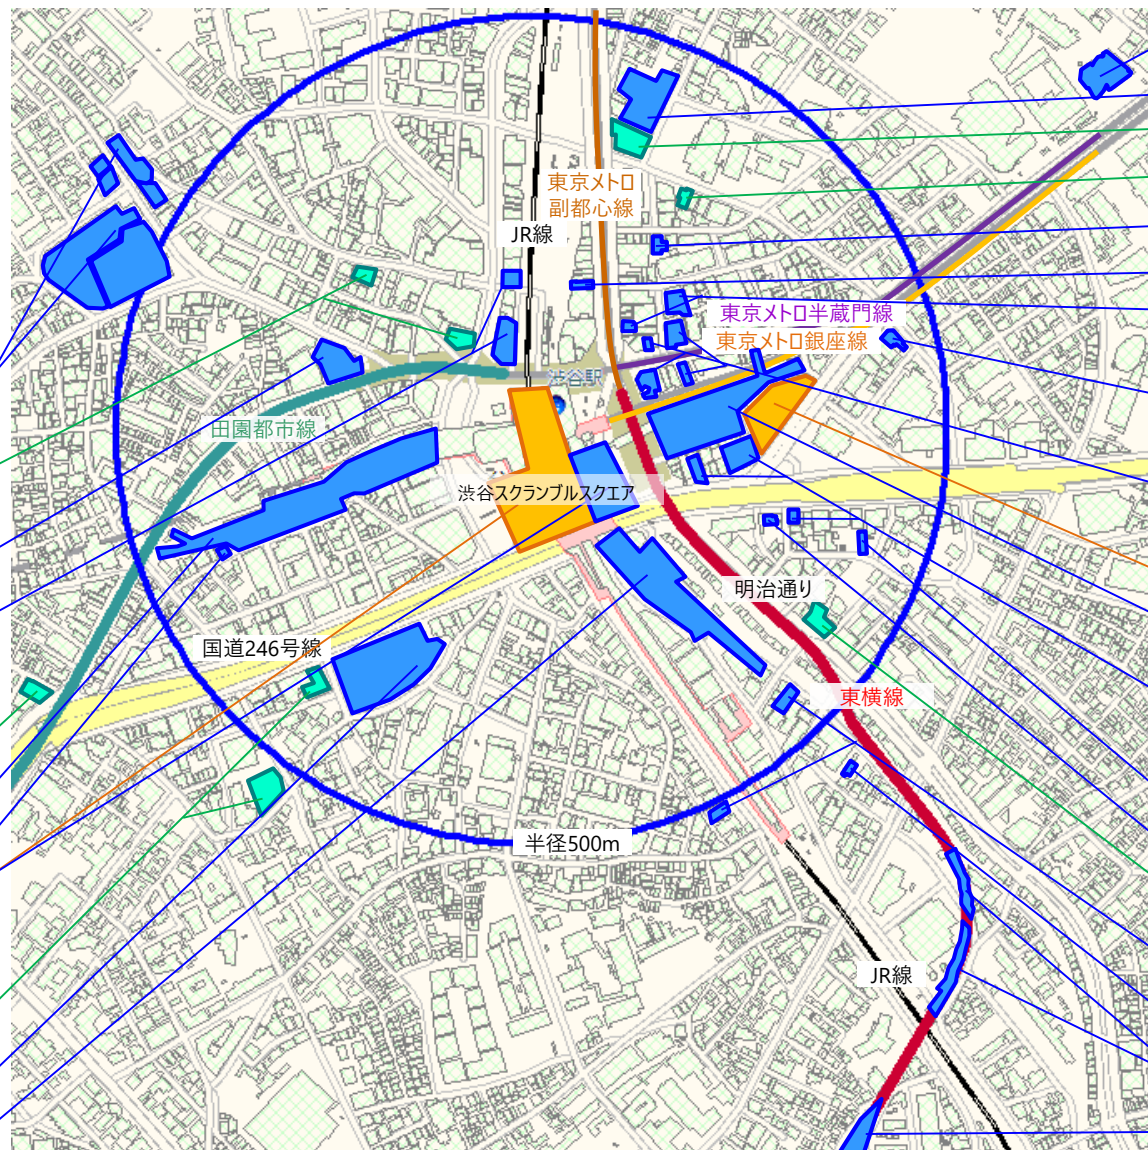 東京メトロ
副都心線
JR線
東京メトロ半蔵門線
東京メトロ銀座線
渋谷駅
田園都市線
渋谷スクランブルスクエア
明治通り
国道246号線
東横線
半径500m
JR線